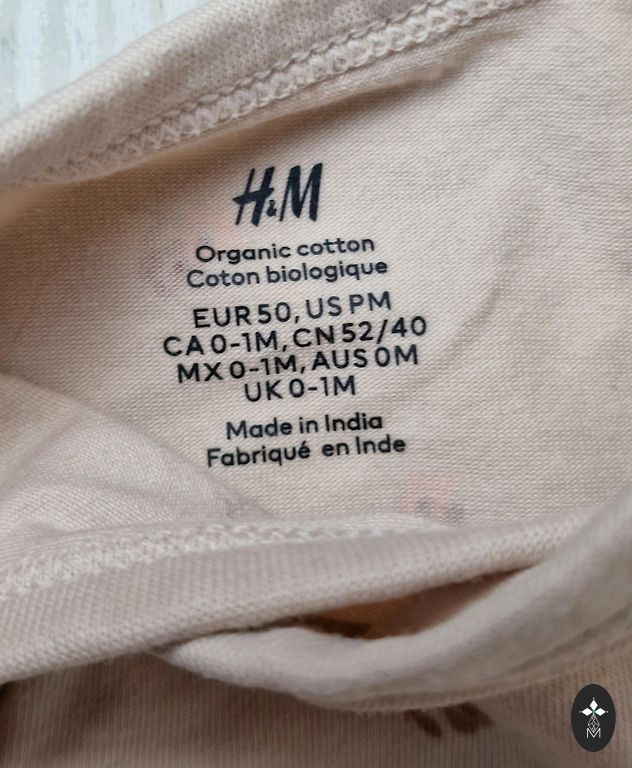 H&M
Organic cotton
Coton biologique
EUR 50, US PM
CA 0-1M, CN 52/40
MX 0-1M, AUS 0M
UK 0-1M
Made in India
Fabriqué en Inde
M